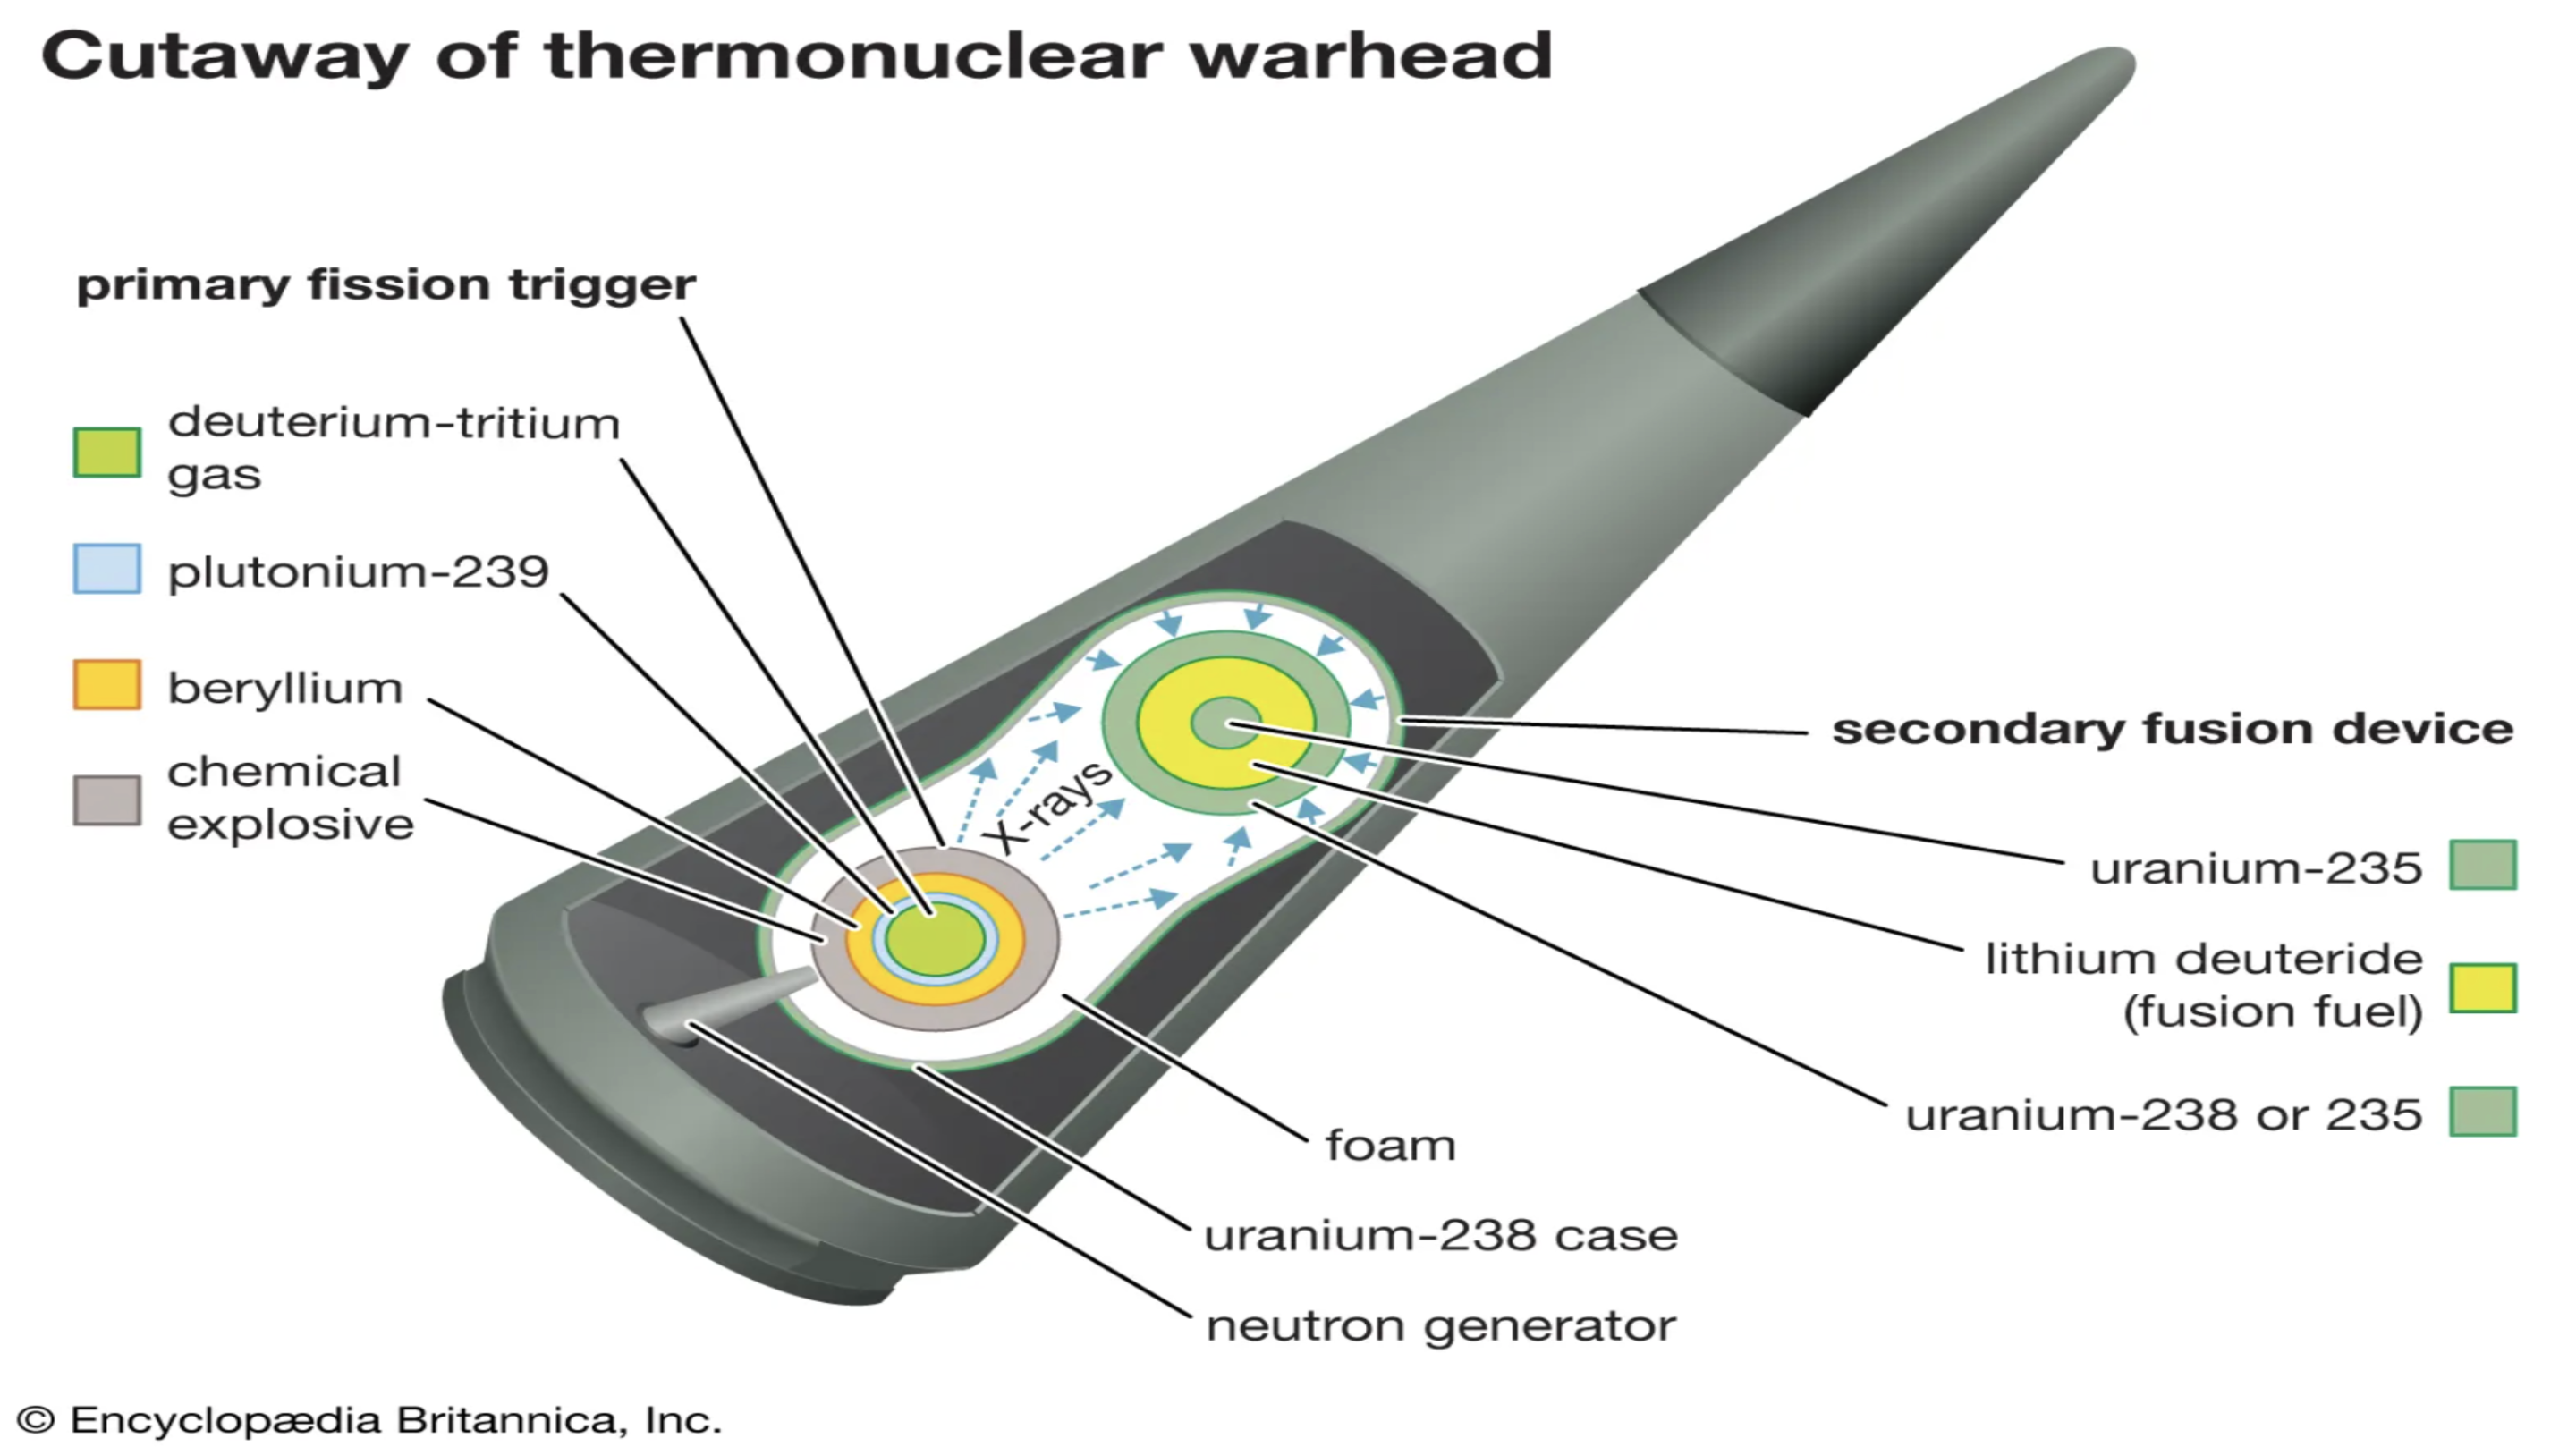 Cutaway of thermonuclear warhead
primary fission trigger
deuterium-tritium
gas
plutonium-239
beryllium
chemical
explosive
X-rays
secondary fusion device
uranium-235
lithium deuteride
(fusion fuel)
uranium-238 or 235
foam
uranium-238 case
neutron generator
© Encyclopædia Britannica, Inc.